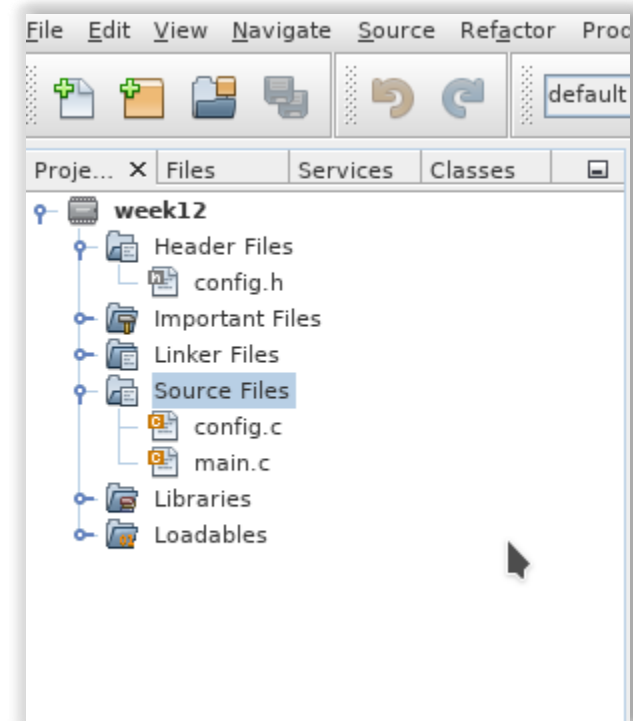 File Edit View Navigate Source Refactor Prod
default
Proje... X Files Services Classes
week12
Header Files
config.h
Important Files
Linker Files
Source Files
config.c
main.c
Libraries
Loadables